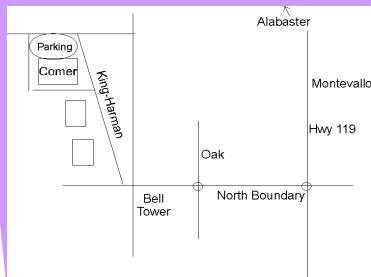 Alabaster
Parking
Comer
King-Harman
Montevallo
Hwy 119
Oak
Bell
Tower
North Boundary